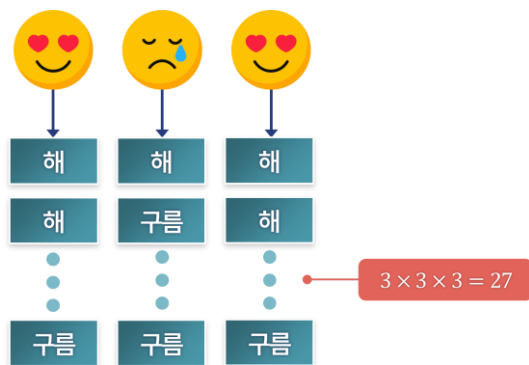 해 해 해
해 구름 해
3 × 3 × 3 = 27
구름 구름 구름